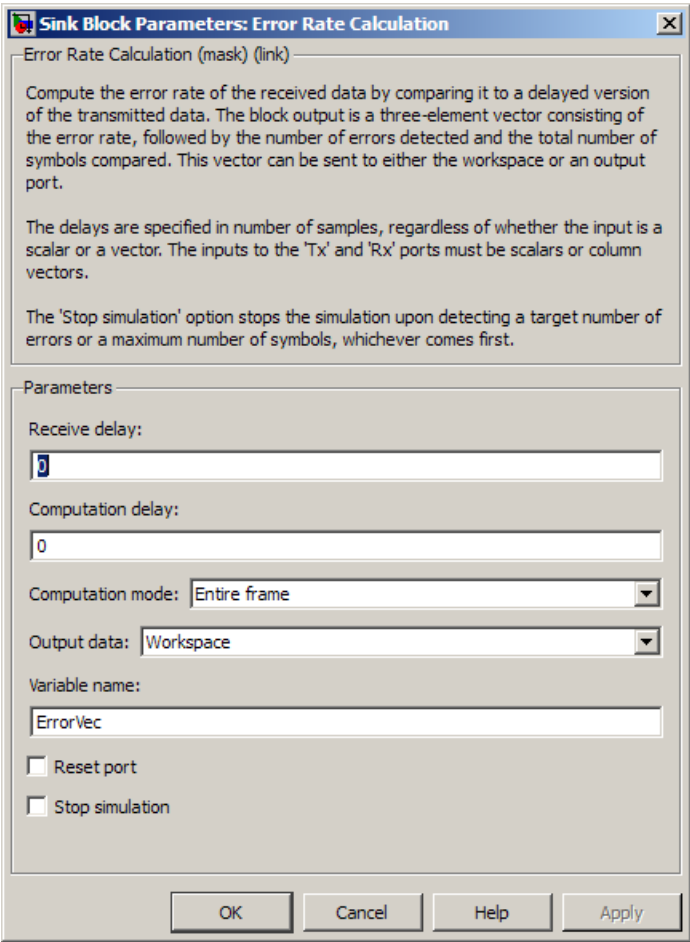 Sink Block Parameters: Error Rate Calculation
Error Rate Calculation (mask) (link)
Compute the error rate of the received data by comparing it to a delayed version
of the transmitted data. The block output is a three-element vector consisting of
the error rate, followed by the number of errors detected and the total number of
symbols compared. This vector can be sent to either the workspace or an output
port.
The delays are specified in number of samples, regardless of whether the input is a
scalar or a vector. The inputs to the 'Tx' and 'Rx' ports must be scalars or column
vectors.
The 'Stop simulation' option stops the simulation upon detecting a target number of
errors or a maximum number of symbols, whichever comes first.
Parameters
Receive delay:
0
Computation delay:
0
Computation mode: Entire frame
Output data: Workspace
Variable name:
ErrorVec
Reset port
Stop simulation
OK Cancel Help Apply